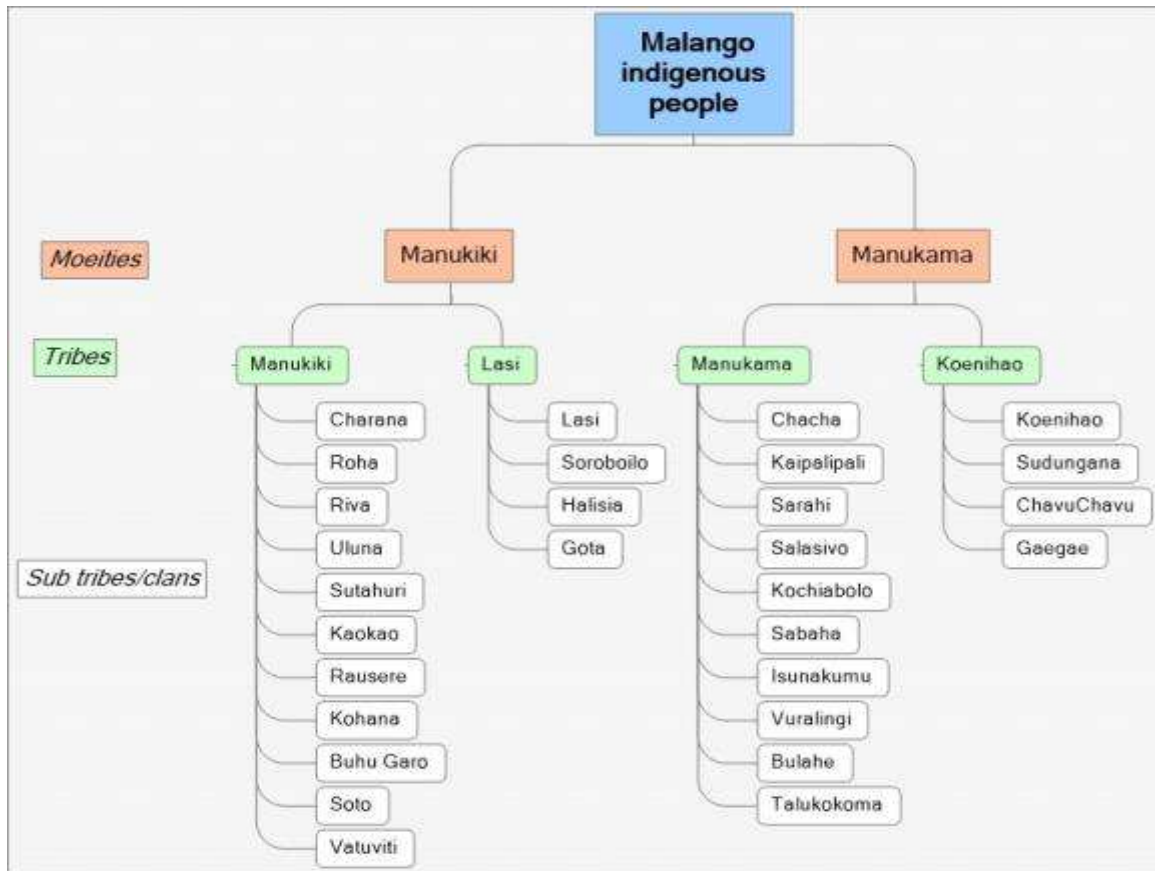 Malango
indigenous
people
Moeities
Manukiki
Manukama
Tribes
Manukiki
Lasi
Manukama
Koenihao
Sub tribes/clans
Charana
Roha
Riva
Uluna
Sutahuri
Kaokao
Rausere
Kohana
Buhu Garo
Soto
Vatuviti
Lasi
Soroboilo
Halisia
Gota
Chacha
Kaipalipali
Sarahi
Salasivo
Kochiabolo
Sabaha
Isunakumu
Vuralingi
Bulahe
Talukokoma
Koenihao
Sudungana
ChavuChavu
Gaegae